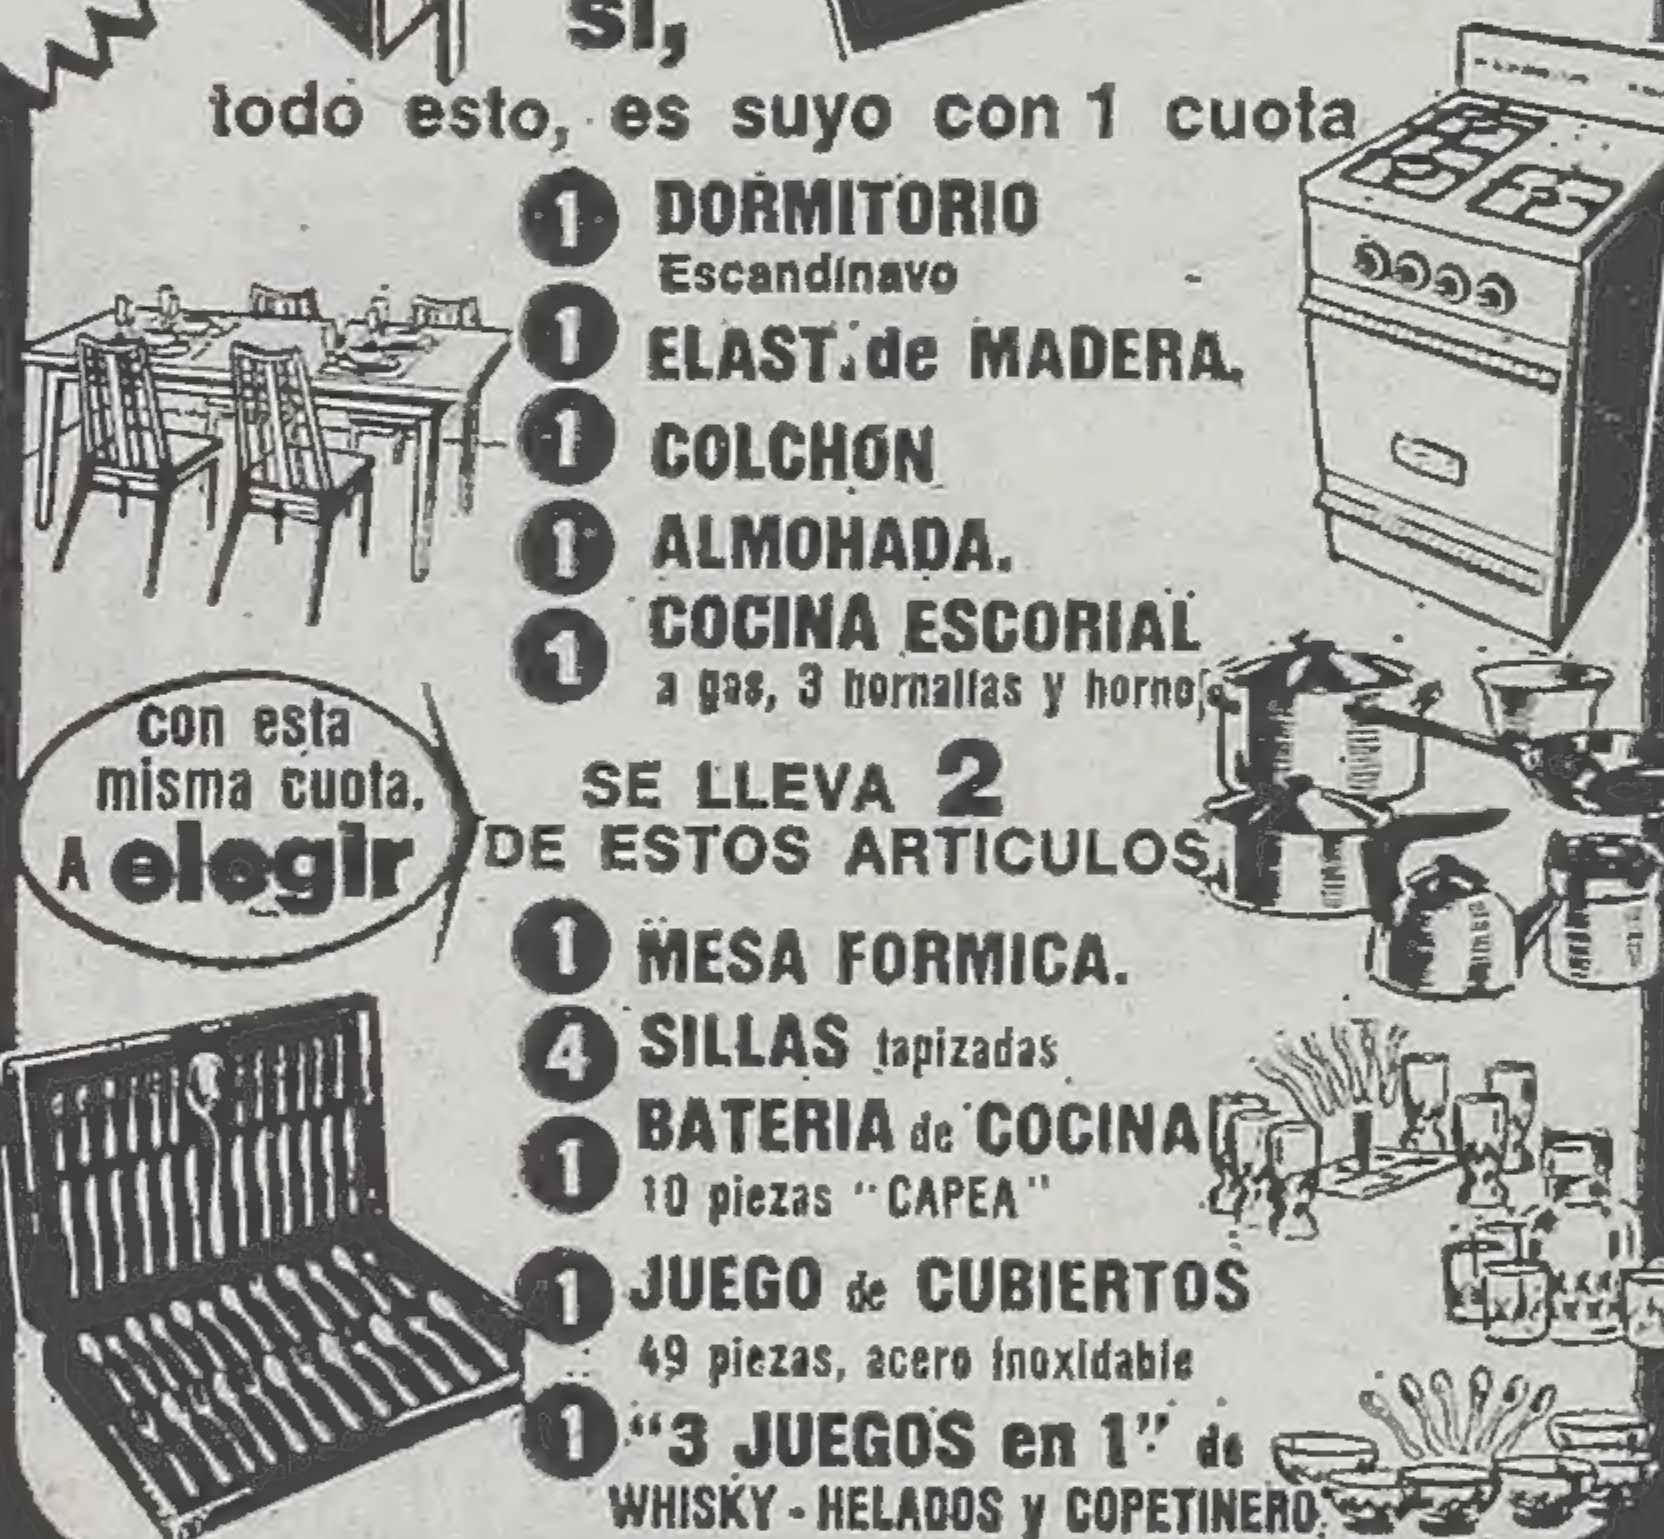 SI,
todo esto, es suyo con 1 cuota
1 DORMITORIO
Escandinavo
1 ELAST. de MADERA.
1 COLCHON
1 ALMOHADA.
1 COCINA ESCORIAL
a gas, 3 hornallas y horno
con esta
misma cuota.
A elegir
SE LLEVA 2
DE ESTOS ARTICULOS
1 MESA FORMICA.
4 SILLAS tapizadas
1 BATERIA de COCINA
10 piezas "CAPEA"
1 JUEGO de CUBIERTOS
49 piezas, acero inoxidable
1 "3 JUEGOS en 1" de
WHISKY - HELADOS y COPETINERO.